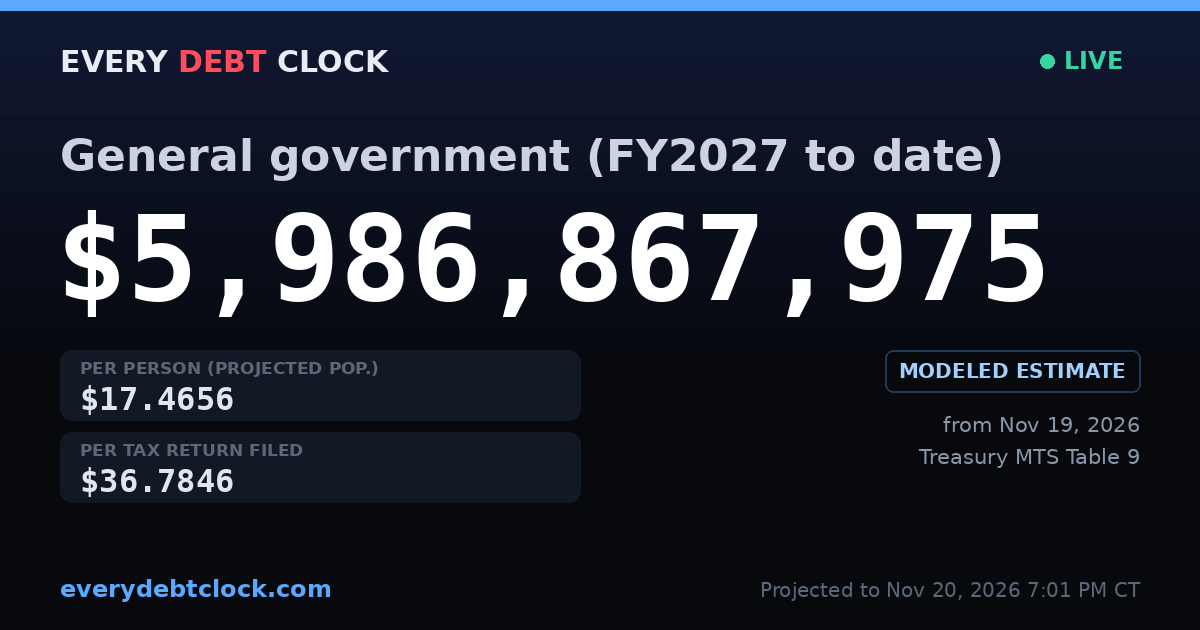 EVERY DEBT CLOCK
LIVE
General government (FY2027 to date)
$5,986,867,975
PER PERSON (PROJECTED POP.)
$17.4656
PER TAX RETURN FILED
$36.7846
MODELED ESTIMATE
from Nov 19, 2026
Treasury MTS Table 9
everydebtclock.com
Projected to Nov 20, 2026 7:01 PM CT